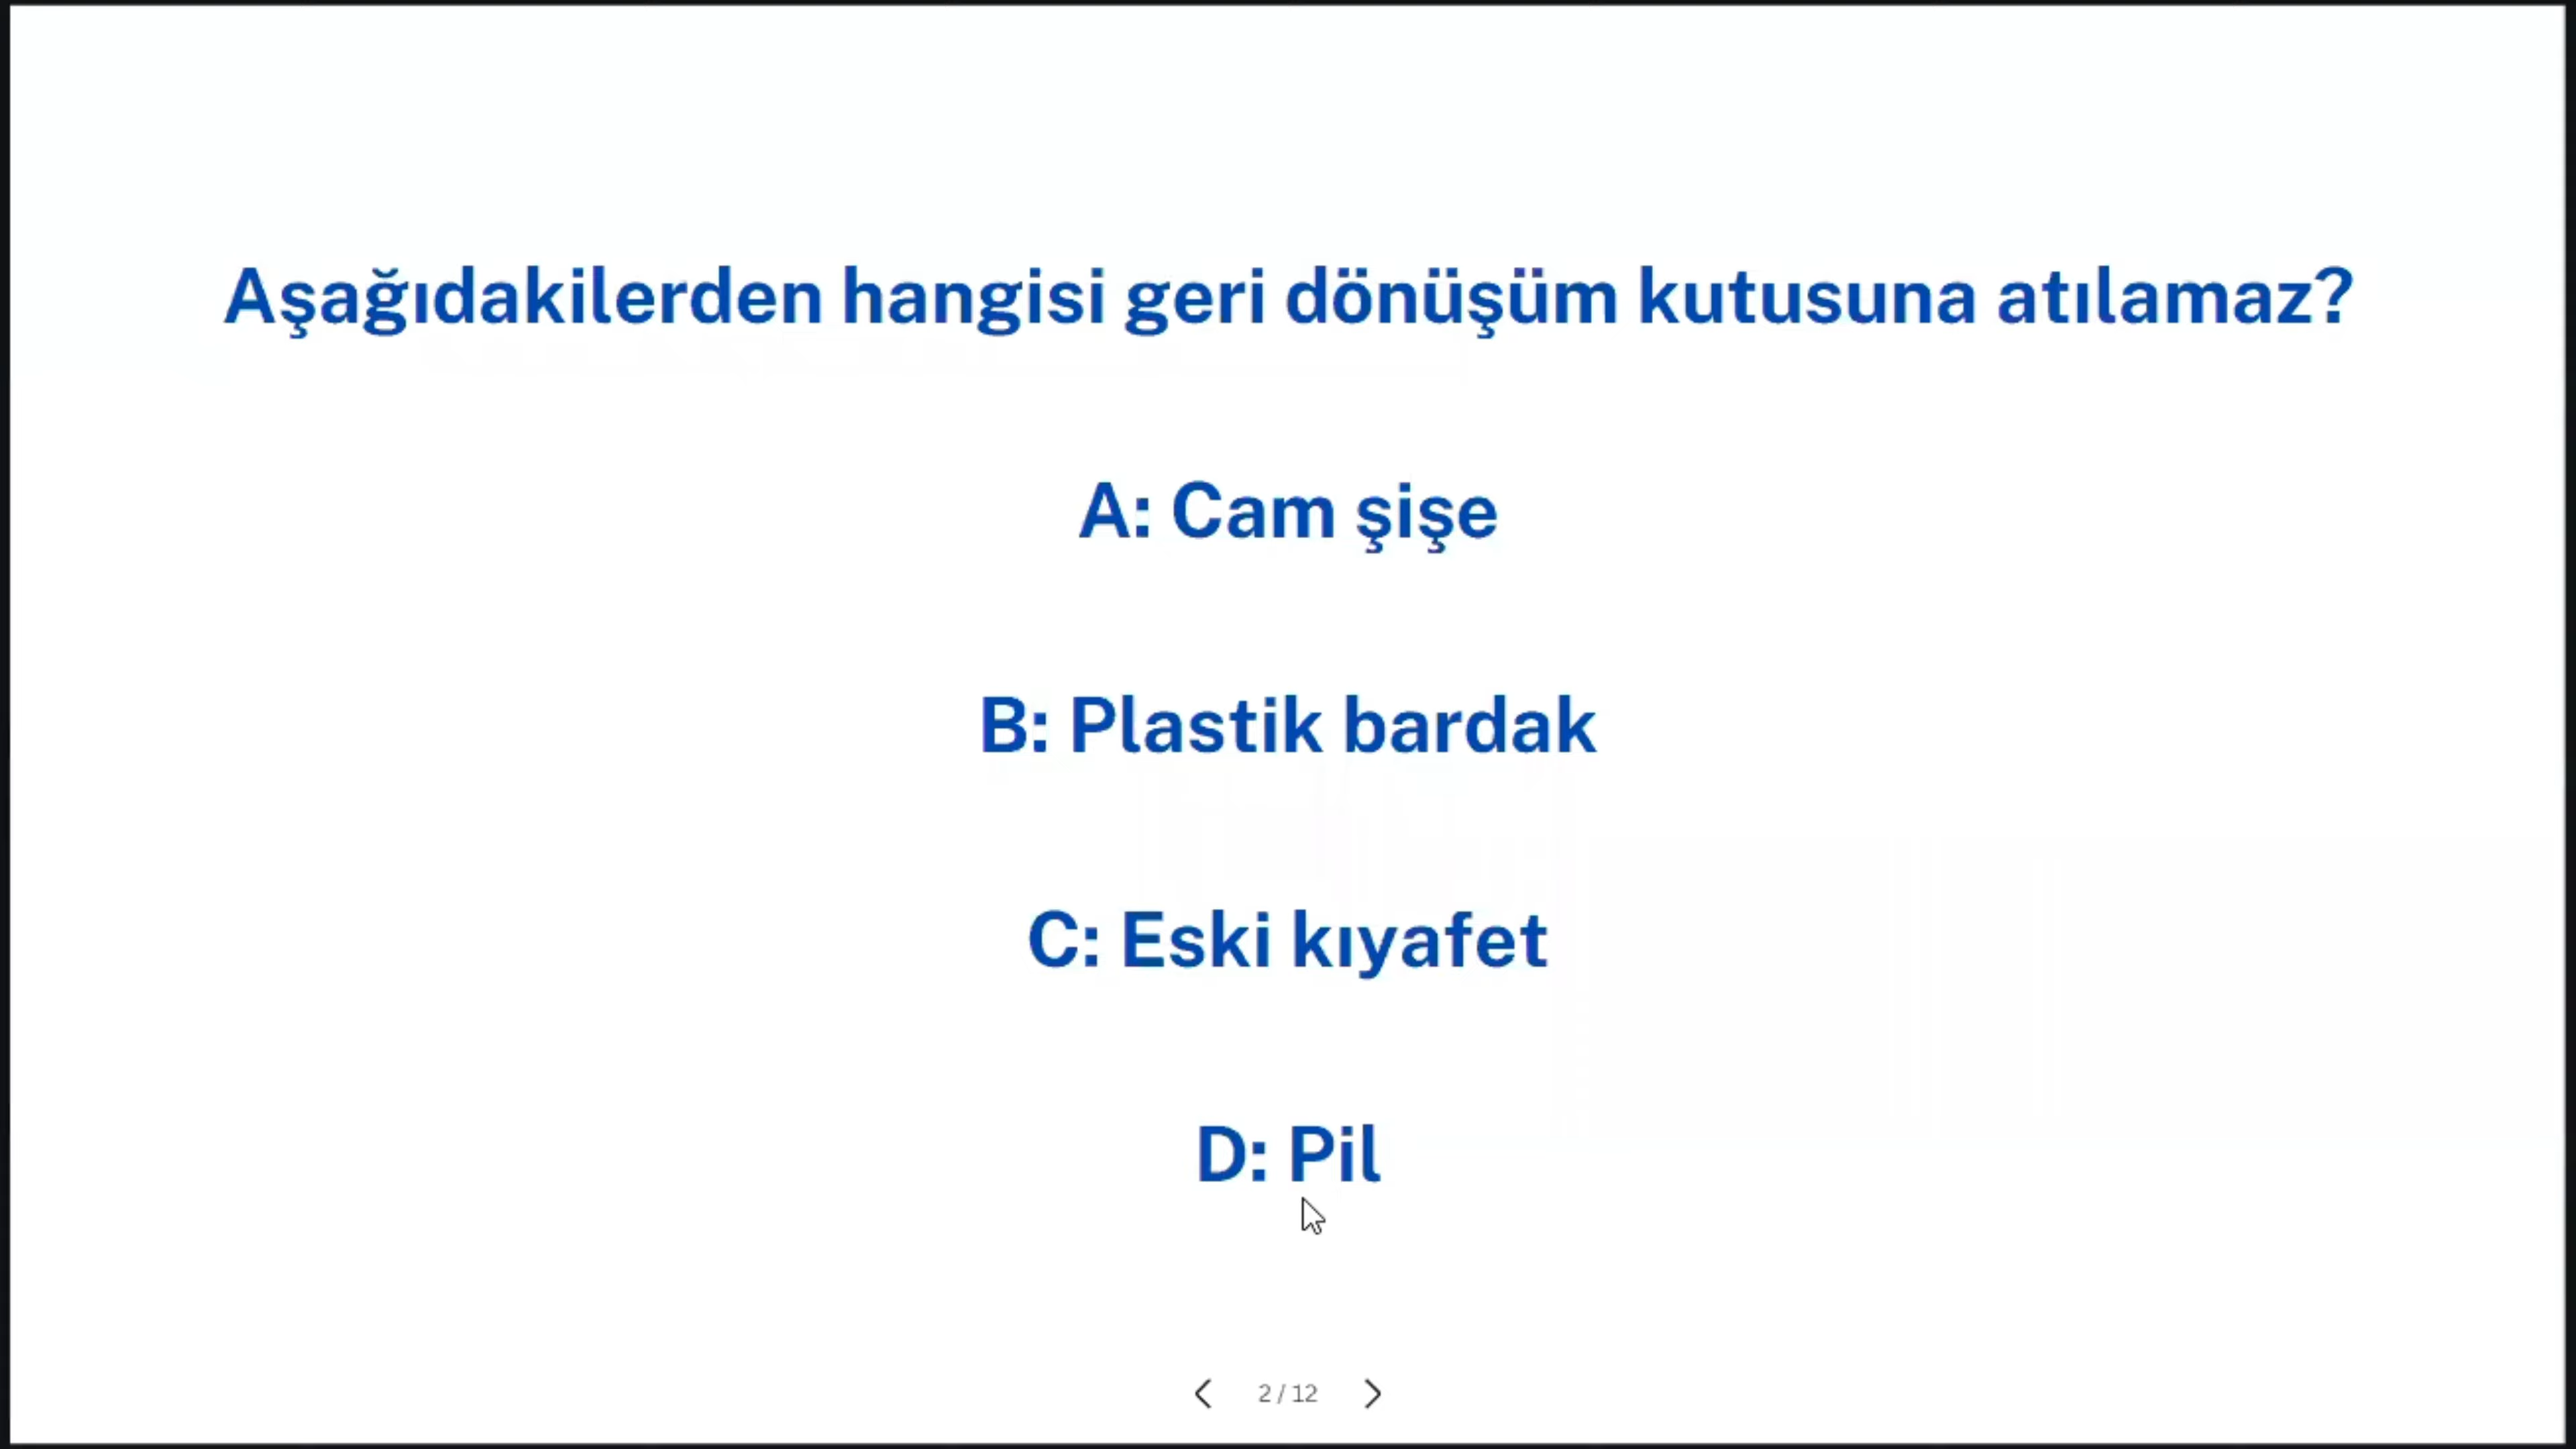 Aşağıdakilerden hangisi geri dönüşüm kutusuna atılamaz?
A: Cam şişe
B: Plastik bardak
C: Eski kıyafet
D: Pil
2 / 12